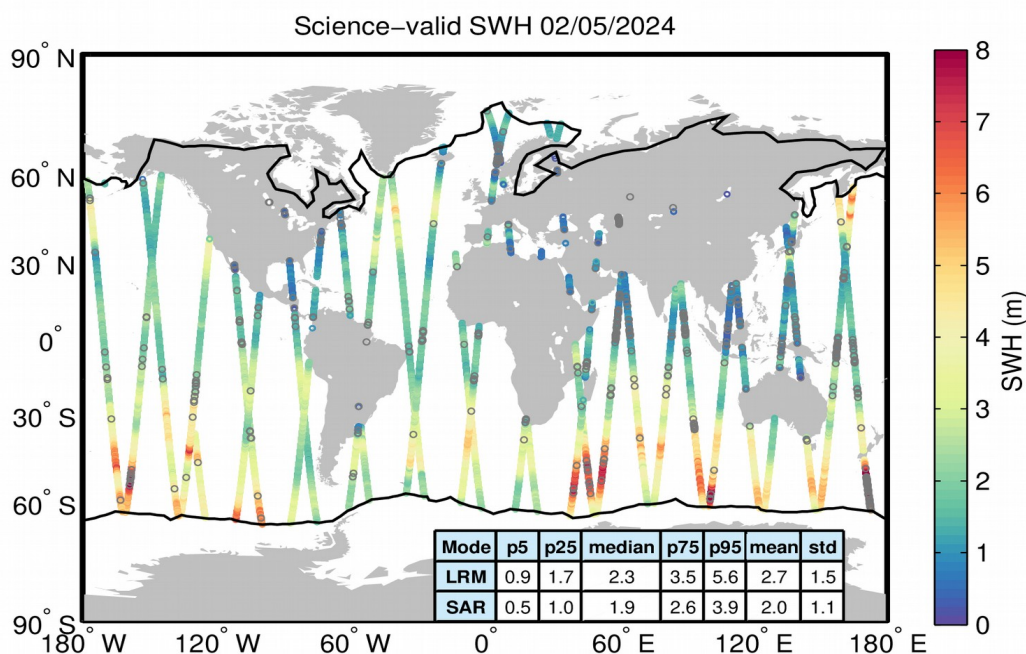 Science−valid SWH 02/05/2024
90° N
60° N
30° N
0°
30° S
60° S
90° S
180° W
120° W
60° W
0°
60° E
120° E
180° E
8
7
6
5
4
3
2
1
0
SWH (m)
Mode p5 p25 median p75 p95 mean std
LRM 0.9 1.7 2.3 3.5 5.6 2.7 1.5
SAR 0.5 1.0 1.9 2.6 3.9 2.0 1.1